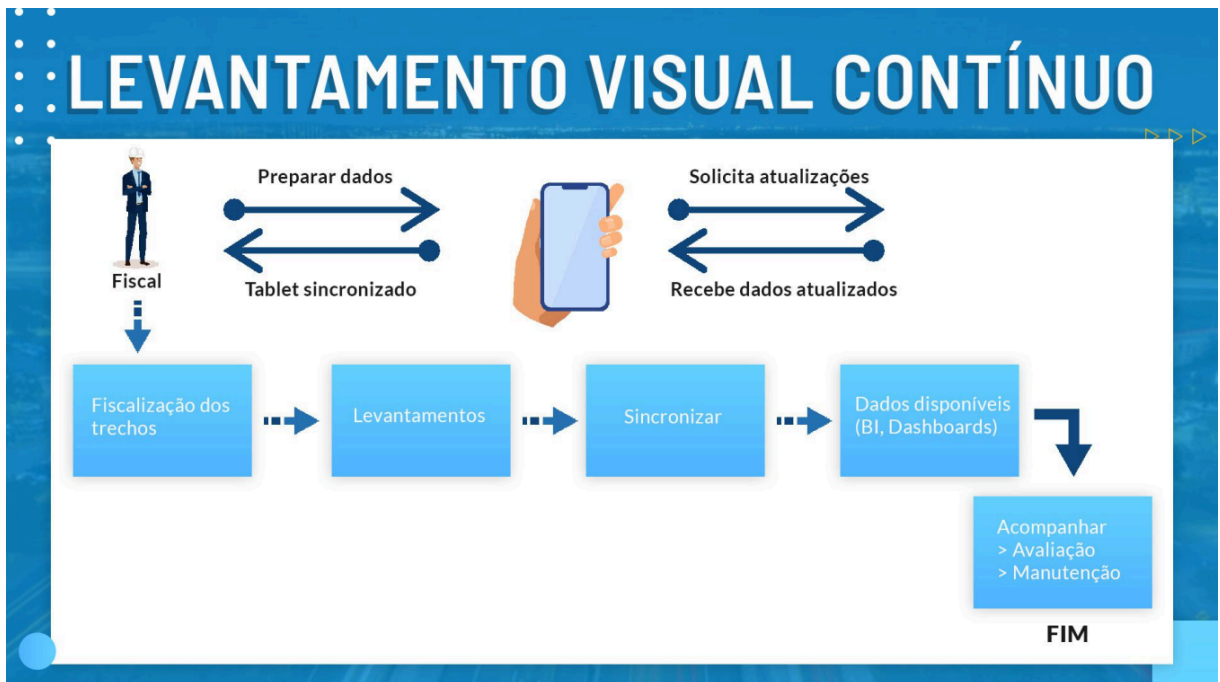 LEVANTAMENTO VISUAL CONTÍNUO
Preparar dados
Solicita atualizações
Fiscal
Tablet sincronizado
Recebe dados atualizados
Fiscalização dos
trechos
Levantamentos
Sincronizar
Dados disponíveis
(BI, Dashboards)
Acompanhar
> Avaliação
> Manutenção
FIM